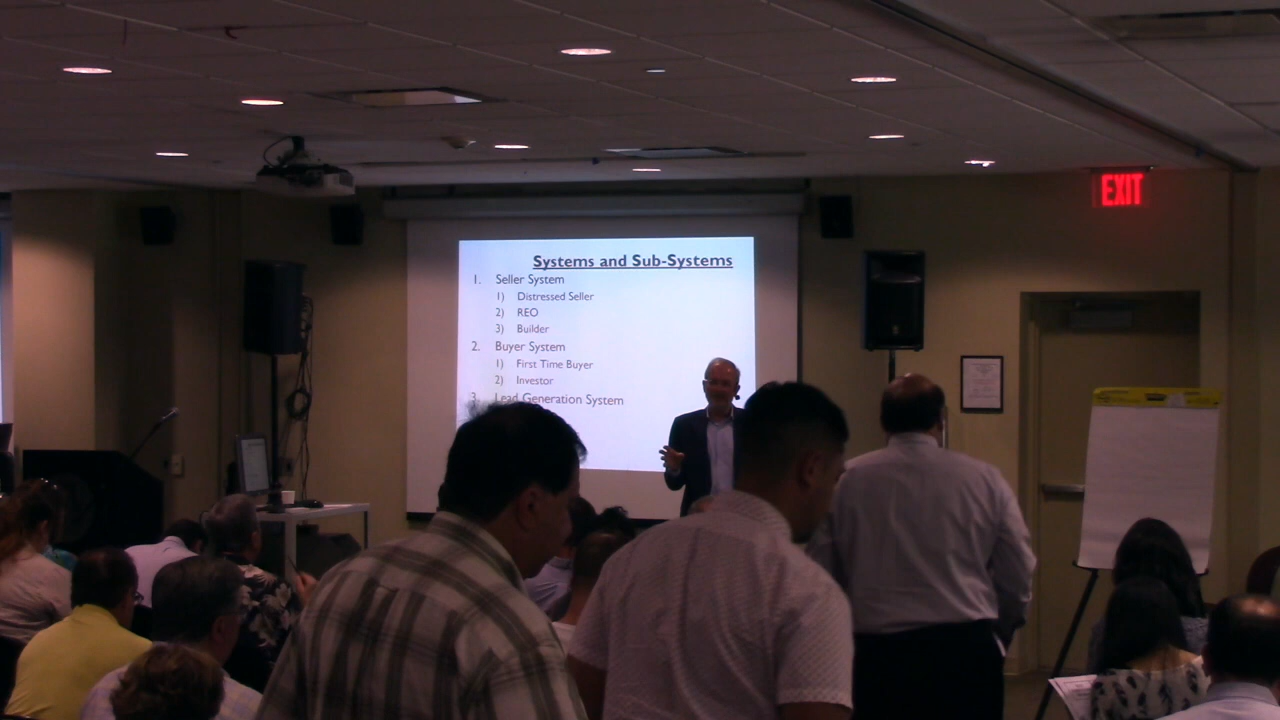 EXIT
Systems and Sub-Systems
1. Seller System
1) Distressed Seller
2) REO
3) Builder
2. Buyer System
1) First Time Buyer
2) Investor
3. Lead Generation System